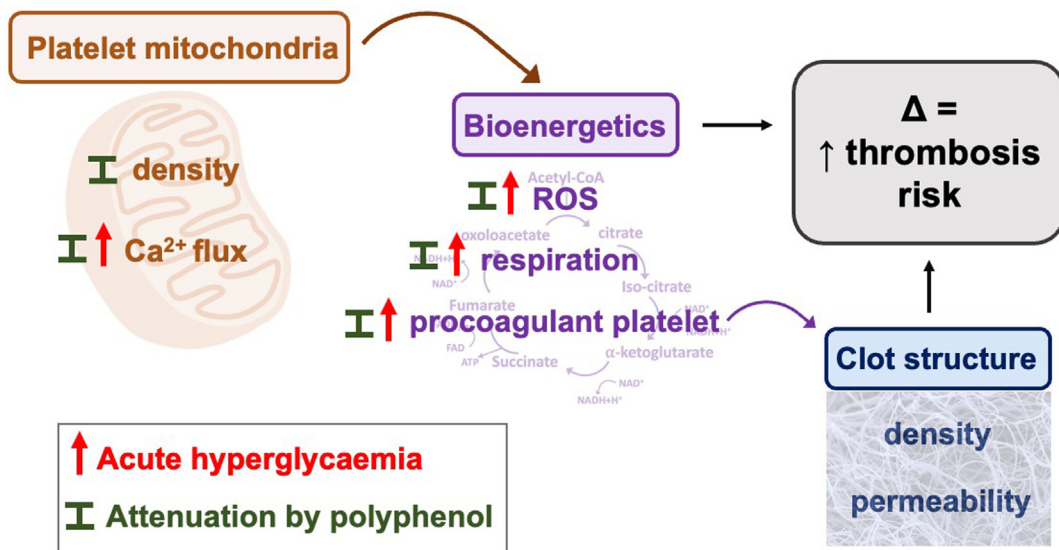 Platelet mitochondria
density
Ca²⁺ flux
Bioenergetics
Acetyl-CoA
ROS
oxoloacetate
citrate
respiration
NADH+H
NAD⁺
Iso-citrate
Fumarate
NAD⁺
procoagulant platelet
NADH+H⁺
FAD
ATP
Succinate
α-ketoglutarate
NAD⁺
NADH+H⁺
Δ =
↑ thrombosis
risk
Clot structure
density
permeability
Acute hyperglycaemia
Attenuation by polyphenol